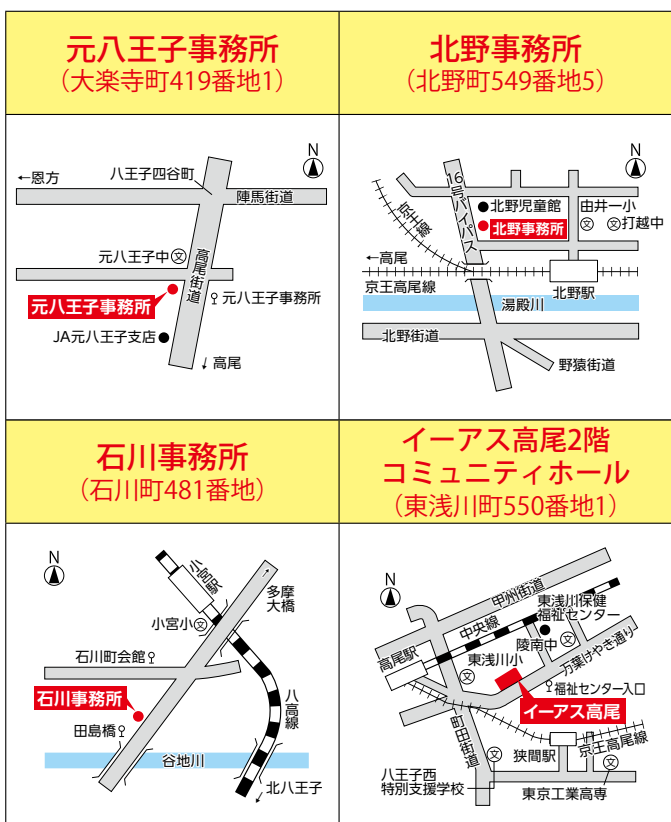 元八王子事務所
（大楽寺町419番地1）
N
←恩方
八王子四谷町
陣馬街道
元八王子中
文
高尾街道
元八王子事務所
元八王子事務所
JA元八王子支店
↓高尾
北野事務所
（北野町549番地5）
N
16号バイパス
京王線
北野児童館
北野事務所
由井一小
文
文打越中
←高尾
京王高尾線
北野駅
湯殿川
北野街道
野猿街道
石川事務所
（石川町481番地）
N
小宮駅
→
多摩
大橋
小宮小
文
石川町会館
石川事務所
田島橋
八高線
谷地川
北八王子
↓
イーアス高尾2階
コミュニティホール
（東浅川町550番地1）
N
甲州街道
中央線
東浅川保健
福祉センター
高尾駅
陵南中
文
東浅川小
文
万葉けやき通り
福祉センター入口
イーアス高尾
町田街道
狭間駅
京王高尾線
八王子西
特別支援学校
文
文
東京工業高専